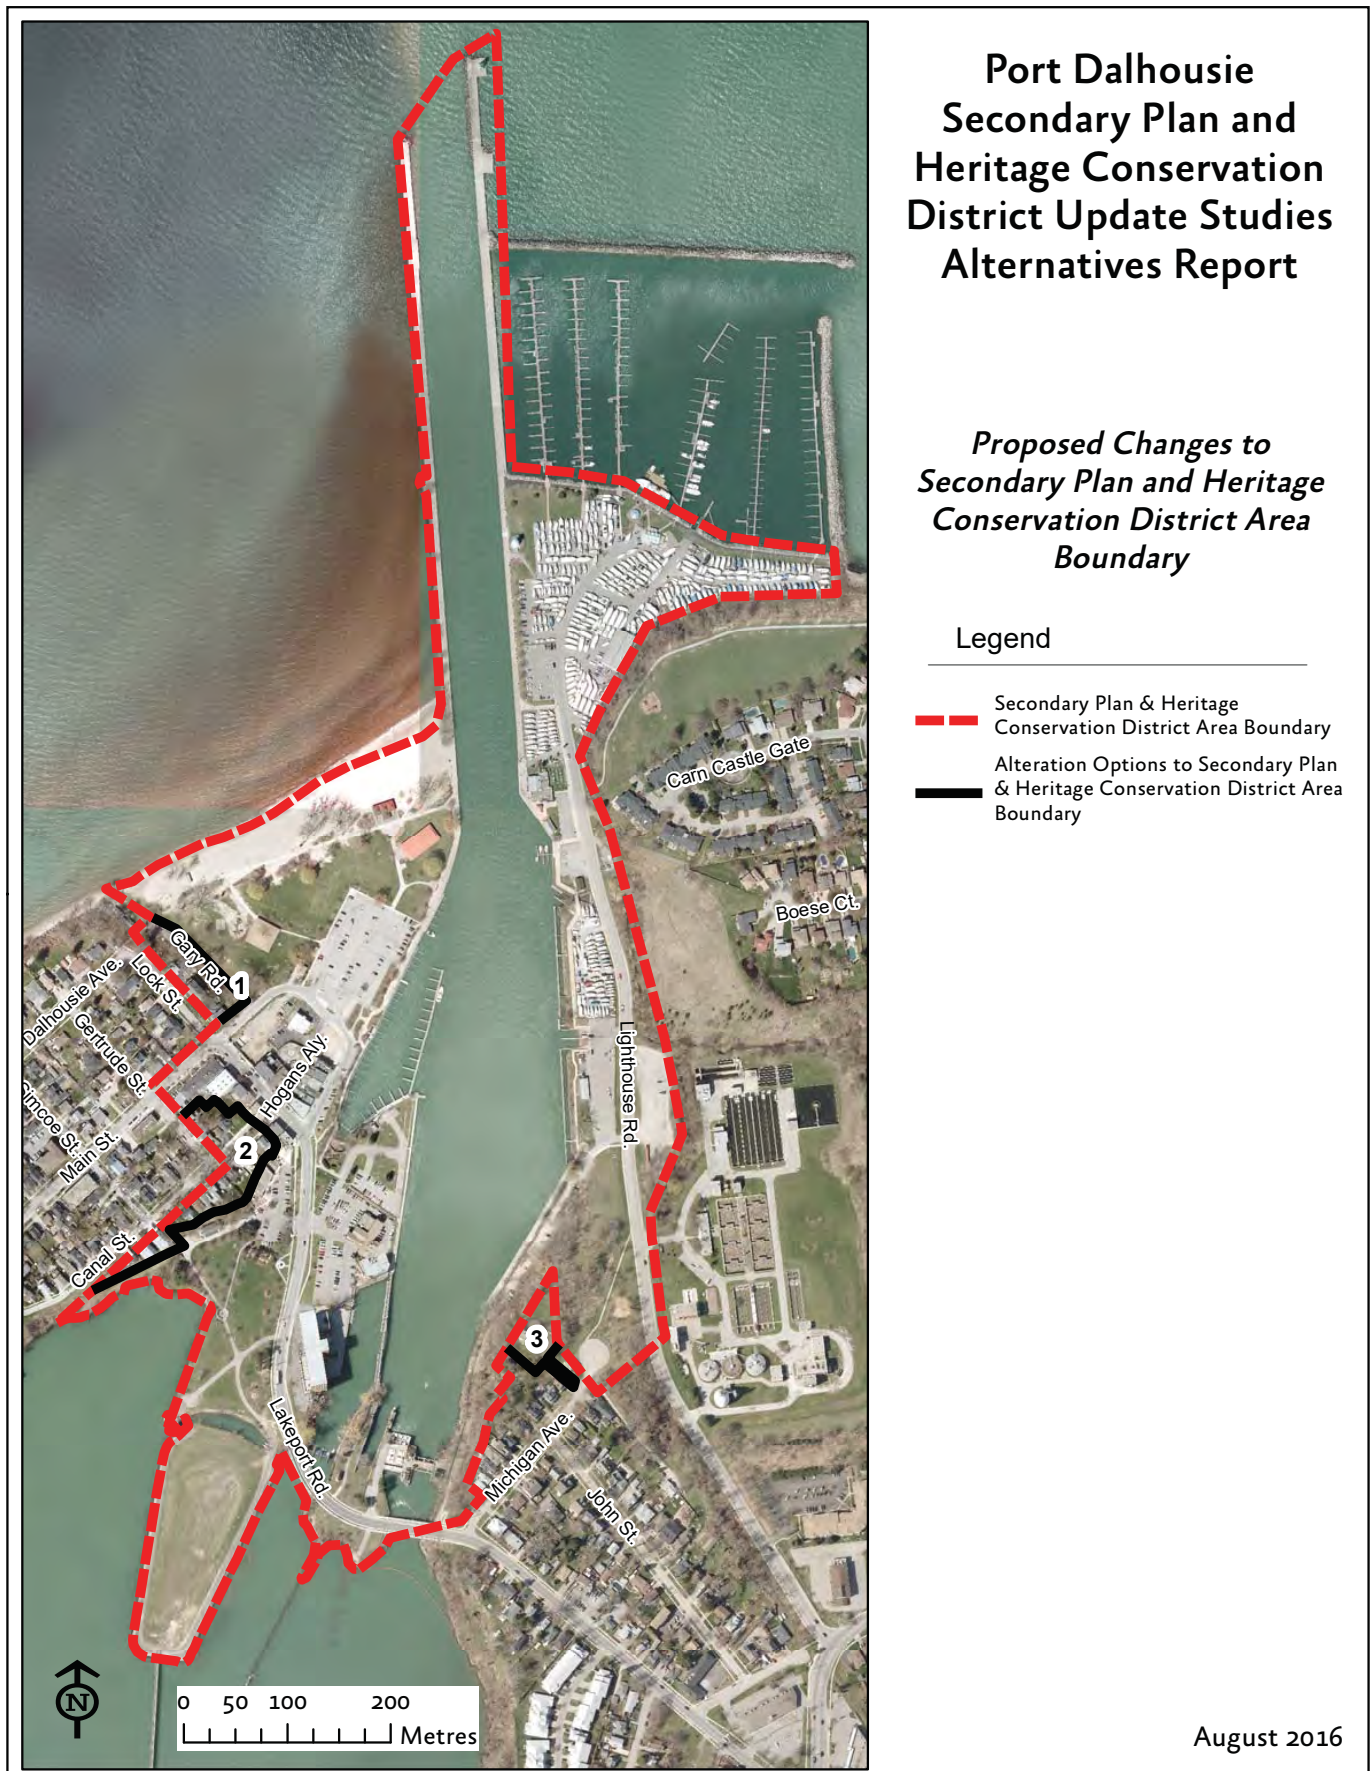 Port Dalhousie
Secondary Plan and
Heritage Conservation
District Update Studies
Alternatives Report
Proposed Changes to
Secondary Plan and Heritage
Conservation District Area
Boundary
Legend
Secondary Plan & Heritage
Conservation District Area Boundary
Alteration Options to Secondary Plan
& Heritage Conservation District Area
Boundary
Carn Castle Gate
Boese Ct.
Gary Rd.
1
Lock St.
Dalhousie Ave.
Gertrude St.
Hogans Aly.
Lighthouse Rd.
Main St.
2
Canal St.
3
Lakeport Rd.
Michigan Ave.
John St.
N
0 50 100 200
Metres
August 2016